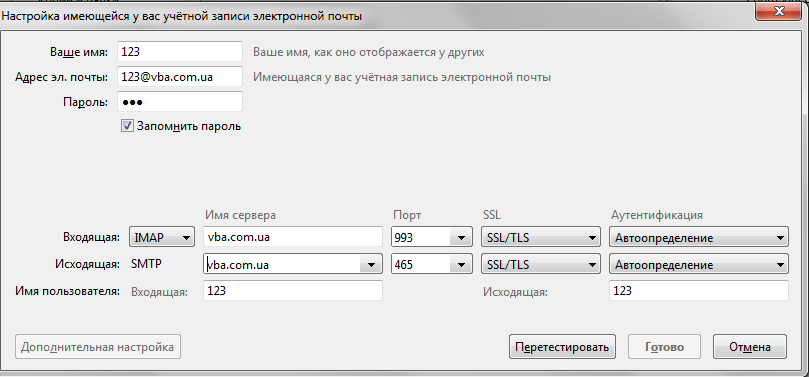 Настройка имеющейся у вас учётной записи электронной почты
Ваше имя: 123 Ваше имя, как оно отображается у других
Адрес эл. почты: 123@vba.com.ua Имеющаяся у вас учётная запись электронной почты
Пароль: ●●●
Запомнить пароль
Имя сервера Порт SSL Аутентификация
Входящая: IMAP vba.com.ua 993 SSL/TLS Автоопределение
Исходящая: SMTP vba.com.ua 465 SSL/TLS Автоопределение
Имя пользователя: Входящая: 123 Исходящая: 123
Дополнительная настройка Перетестировать Готово Отмена